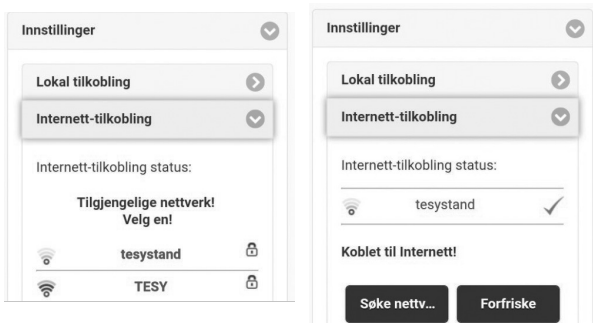 Innstillinger
Lokal tilkobling
Internett-tilkobling
Internett-tilkobling status:
Tilgjengelige nettverk!
Velg en!
tesystand
TESY
Innstillinger
Lokal tilkobling
Internett-tilkobling
Internett-tilkobling status:
tesystand
Koblet til Internett!
Søke nettv...
Forfriske